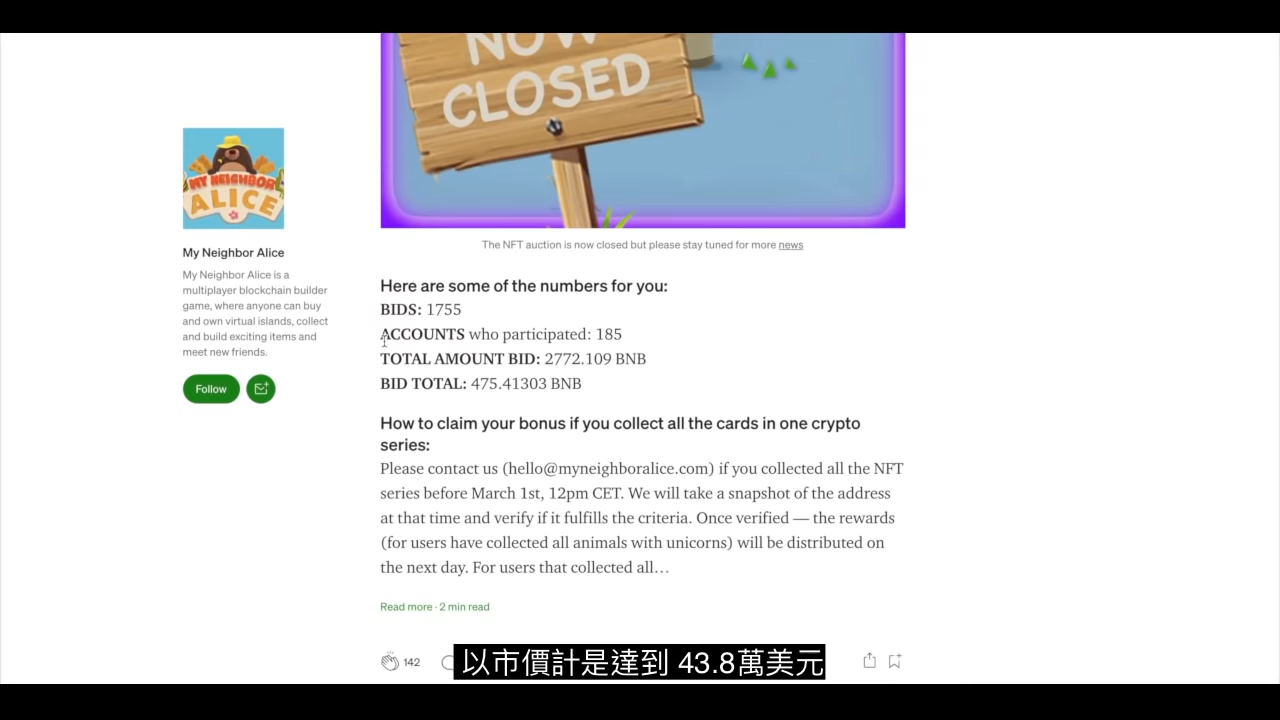 NOW
CLOSED
MY NEIGHBOR
ALICE
My Neighbor Alice
My Neighbor Alice is a
multiplayer blockchain builder
game, where anyone can buy
and own virtual islands, collect
and build exciting items and
meet new friends.
Follow
The NFT auction is now closed but please stay tuned for more news
Here are some of the numbers for you:
BIDS: 1755
ACCOUNTS who participated: 185
TOTAL AMOUNT BID: 2772.109 BNB
BID TOTAL: 475.41303 BNB
How to claim your bonus if you collect all the cards in one crypto
series:
Please contact us (hello@myneighboralice.com) if you collected all the NFT
series before March 1st, 12pm CET. We will take a snapshot of the address
at that time and verify if it fulfills the criteria. Once verified — the rewards
(for users have collected all animals with unicorns) will be distributed on
the next day. For users that collected all…
Read more · 2 min read
142
以市價計是達到 43.8萬美元